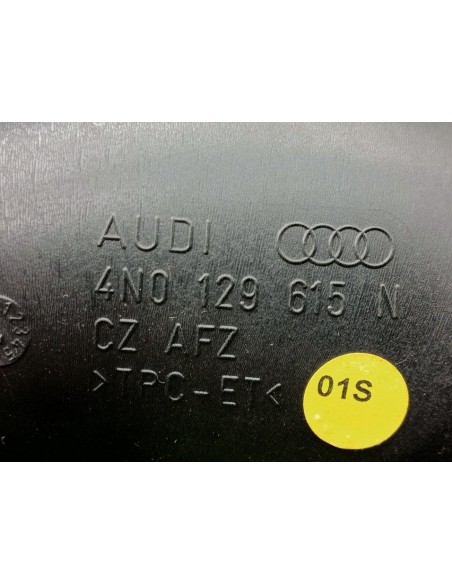 AUDI
4N0 129 615 N
CZ AFZ
>TPC-ET<
01S